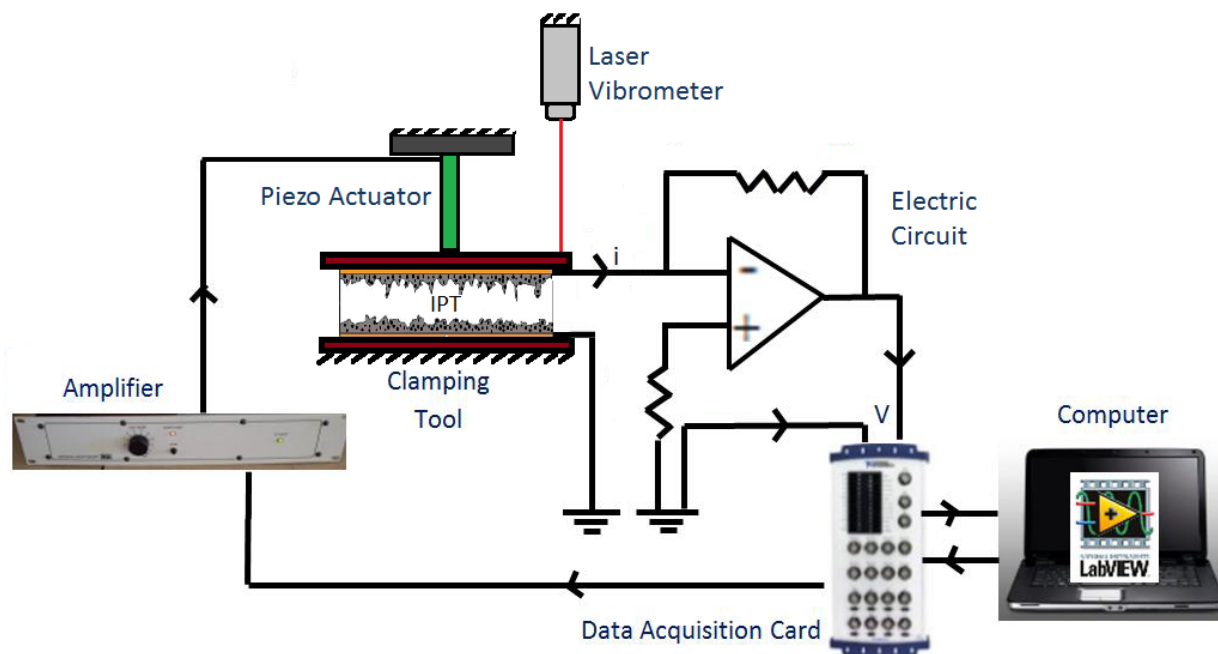 Laser
Vibrometer
Piezo Actuator
Electric
Circuit
i
IPT
-
+
Clamping
Tool
Amplifier
V
Computer
LabVIEW
Data Acquisition Card